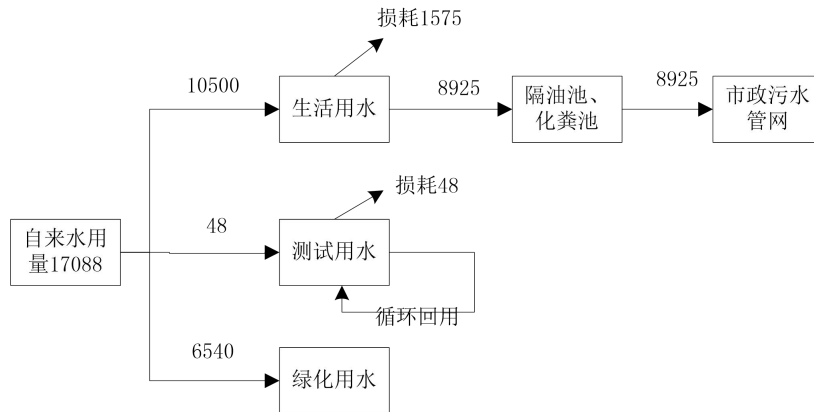 损耗1575
10500
生活用水
8925
隔油池、
化粪池
8925
市政污水
管网
损耗48
自来水用
量17088
48
测试用水
循环回用
6540
绿化用水